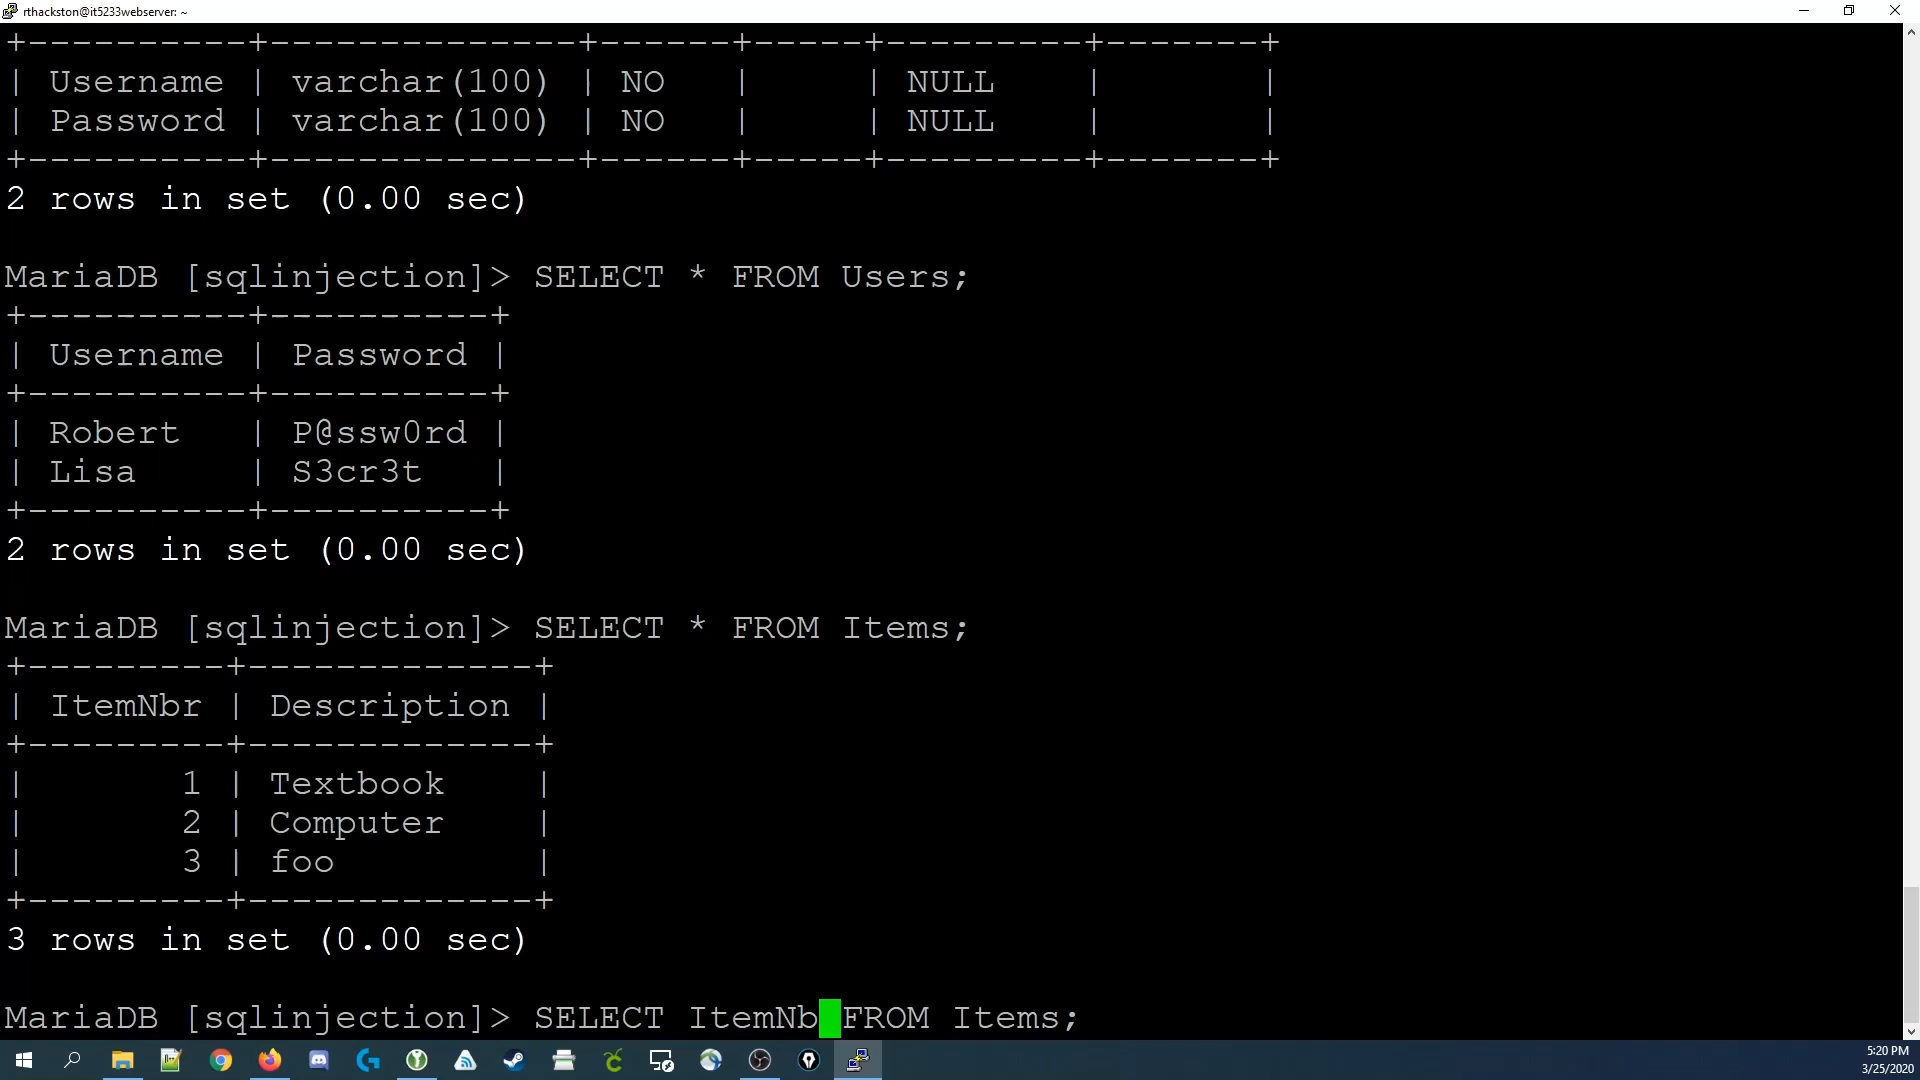 rthackston@it5233webserver: ~
+----------+--------------+------+-----+---------+-------+
| Username | varchar(100) | NO   |     | NULL    |       |
| Password | varchar(100) | NO   |     | NULL    |       |
+----------+--------------+------+-----+---------+-------+
2 rows in set (0.00 sec)
MariaDB [sqlinjection]> SELECT * FROM Users;
+----------+----------+
| Username | Password |
+----------+----------+
| Robert   | P@ssw0rd |
| Lisa     | S3cr3t   |
+----------+----------+
2 rows in set (0.00 sec)
MariaDB [sqlinjection]> SELECT * FROM Items;
+---------+-------------+
| ItemNbr | Description |
+---------+-------------+
|       1 | Textbook    |
|       2 | Computer    |
|       3 | foo         |
+---------+-------------+
3 rows in set (0.00 sec)
MariaDB [sqlinjection]> SELECT ItemNb FROM Items;
5:20 PM
3/25/2020